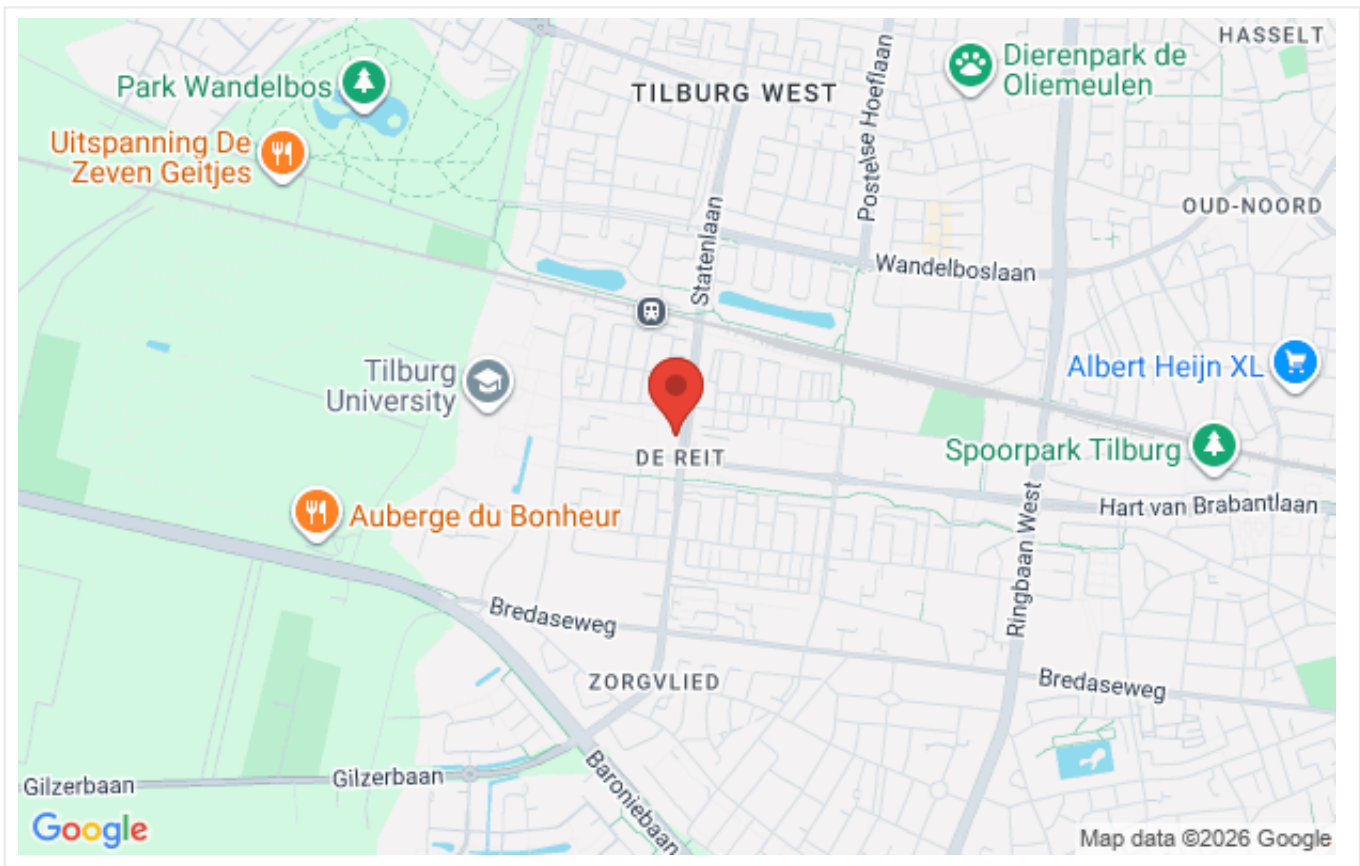 HASSELT
Dierenpark de
Oliemeulen
Park Wandelbos
TILBURG WEST
Postelse Hoeflaan
Uitspanning De
Zeven Geitjes
OUD-NOORD
Statenlaan
Wandelboslaan
Tilburg
University
Albert Heijn XL
DE REIT
Spoorpark Tilburg
Hart van Brabantlaan
Auberge du Bonheur
Ringbaan West
Bredaseweg
ZORGVLIED
Bredaseweg
Gilzerbaan
Gilzerbaan
Baroniebaan
Google
Map data ©2026 Google